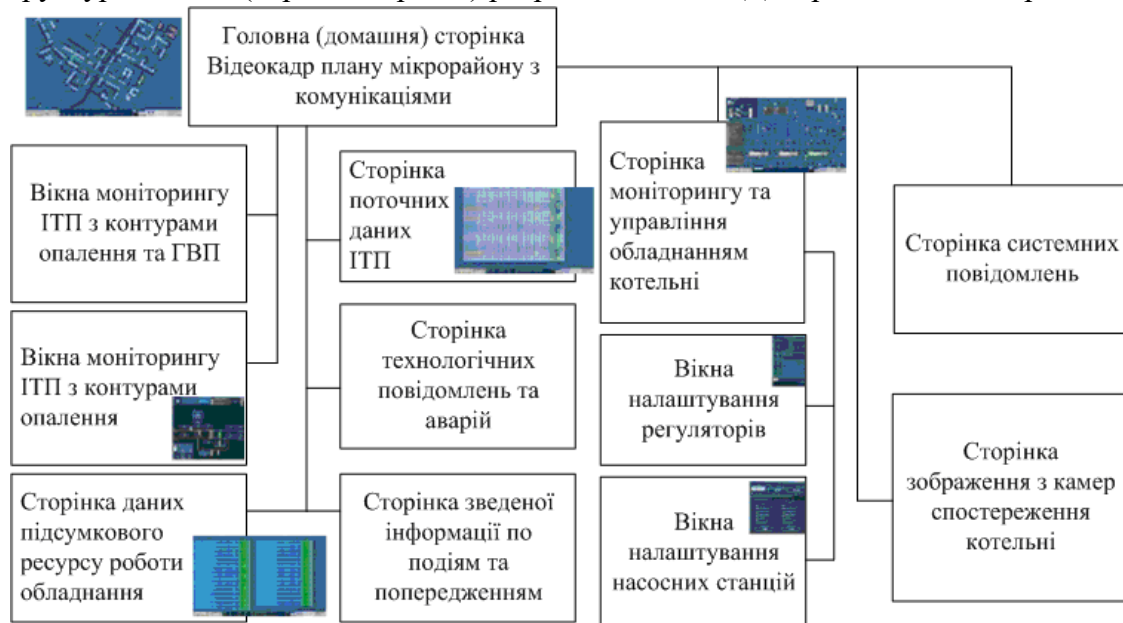 Головна (домашня) сторінка
Відеокадр плану мікрорайону з
комунікаціями
Вікна моніторингу
ІТП з контурами
опалення та ГВП
Вікна моніторингу
ІТП з контурами
опалення
Сторінка даних
підсумкового
ресурсу роботи
обладнання
Сторінка
поточних
даних
ІТП
Сторінка
технологічних
повідомлень та
аварій
Сторінка зведеної
інформації по
подіям та
попередженням
Сторінка
моніторингу та
управління
обладнанням
котельні
Вікна
налаштування
регуляторів
Вікна
налаштування
насосних станцій
Сторінка системних
повідомлень
Сторінка
зображення з камер
спостереження
котельні